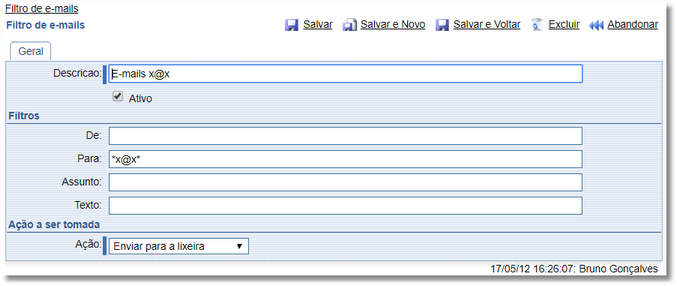 Filtro de e-mails
Filtro de e-mails Salvar Salvar e Novo Salvar e Voltar Excluir Abandonar
Geral
Descricao: E-mails x@x
Ativo
Filtros
De:
Para: *x@x*
Assunto:
Texto:
Ação a ser tomada
Ação: Enviar para a lixeira
17/05/12 16:26:07: Bruno Gonçalves